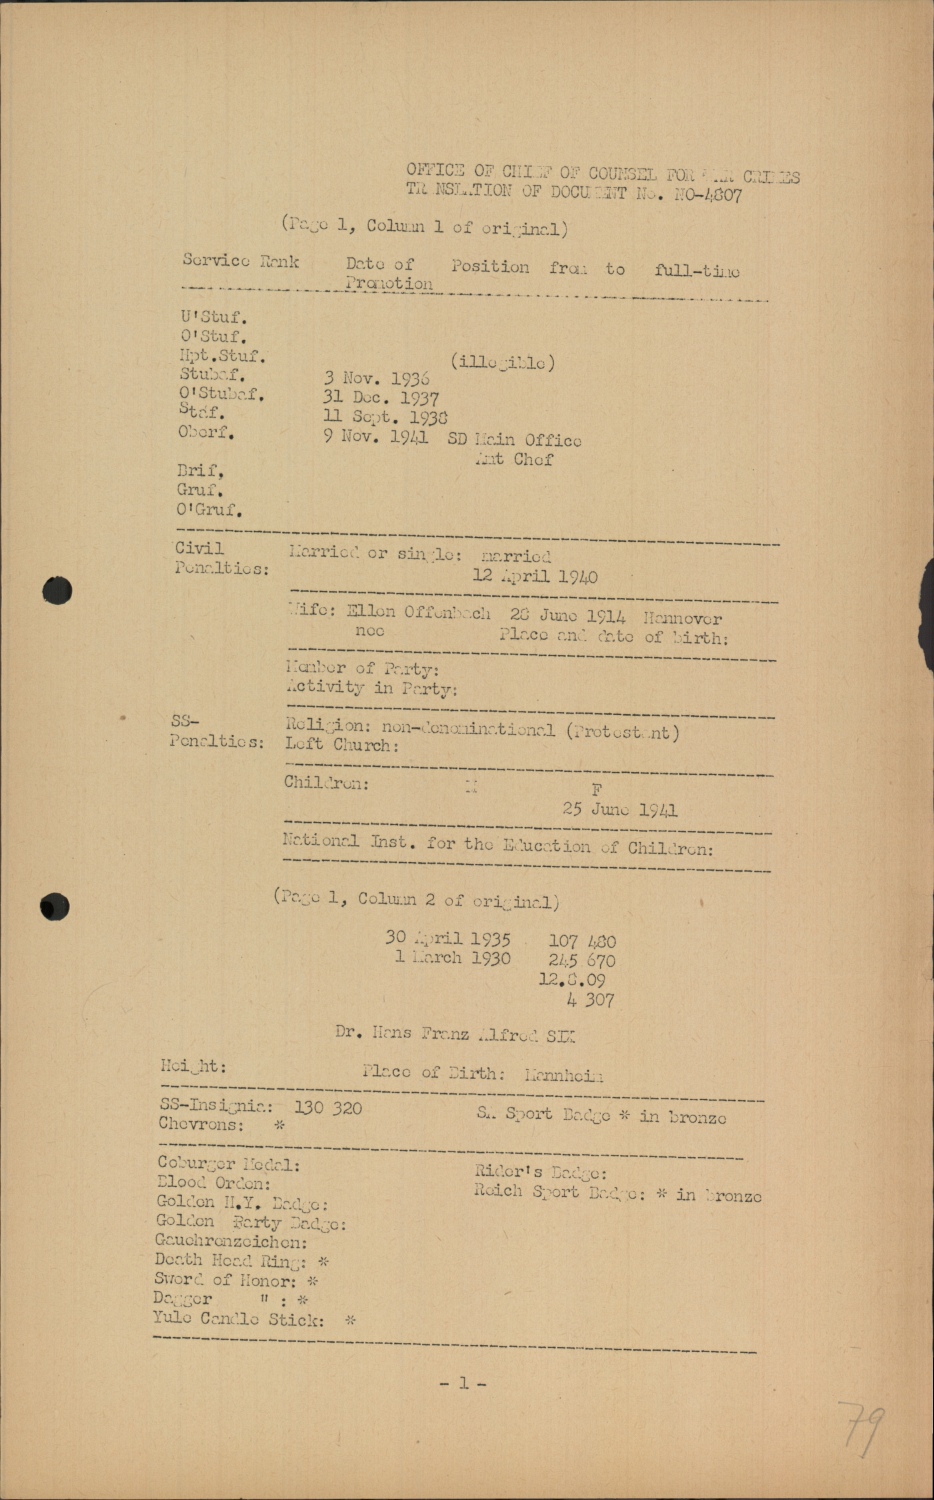 OFFICE OF CHIEF OF COUNSEL FOR WAR CRIMES
TRANSLATION OF DOCUMENT No. NO-4807
(Page 1, Column 1 of original)
Service Rank Date of Position from to full-time
Promotion
U'Stuf.
O'Stuf.
Hpt.Stuf.
(illegible)
Stubaf. 3 Nov. 1936
O'Stubaf. 31 Dec. 1937
Staf. 11 Sept. 1938
Oberf. 9 Nov. 1941 SD Main Office
Amt Chef
Brif,
Gruf.
O'Gruf.
Civil Married or single: married
Penalties: 12 April 1940
Wife: Ellen Offenbach 28 June 1914 Hannover
nee Place and date of birth:
Member of Party:
Activity in Party:
SS- Religion: non-denominational (Protestant)
Penalties: Left Church:
Children: M F
25 June 1941
National Inst. for the Education of Children:
(Page 1, Column 2 of original)
30 April 1935 107 480
1 March 1930 245 670
12.8.09
4 307
Dr. Hans Franz Alfred SIX
Height: Place of Birth: Mannheim
SS-Insignia: 130 320 SA Sport Badge * in bronze
Chevrons: *
Coburger Medal: Rider's Badge:
Blood Orden: Reich Sport Badge: * in bronze
Golden H.Y. Badge:
Golden Party Badge:
Gauehrenzeichen:
Death Head Ring: *
Sword of Honor: *
Dagger " : *
Yule Candle Stick: *
- 1 -
79